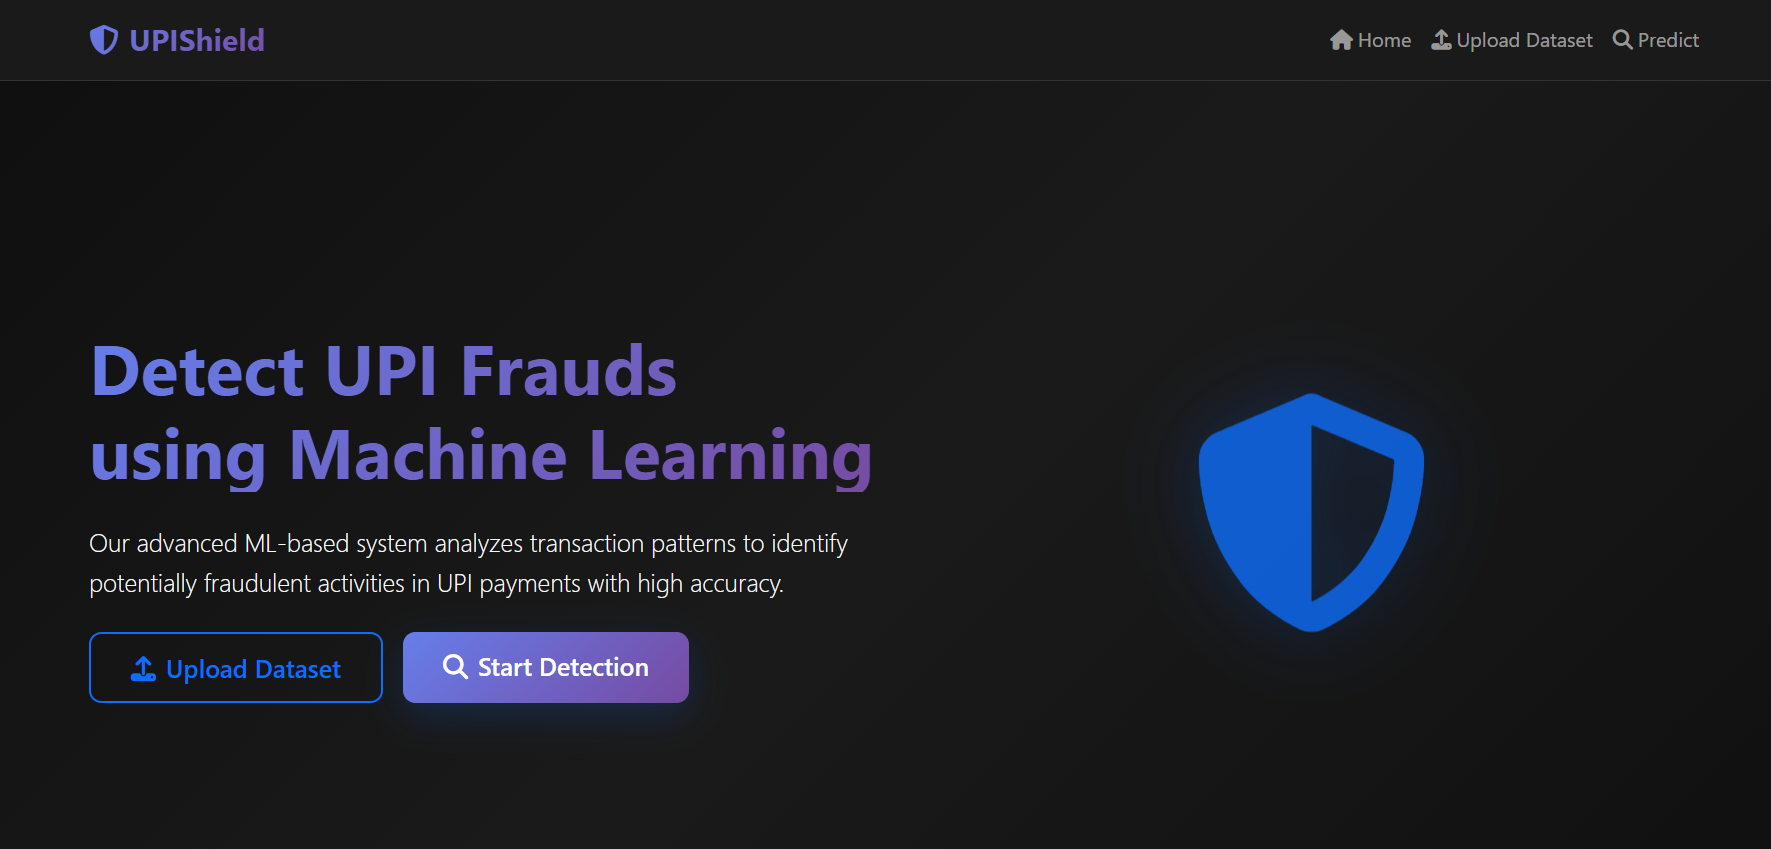 UPIShield
Home
Upload Dataset
Predict
Detect UPI Frauds
using Machine Learning
Our advanced ML-based system analyzes transaction patterns to identify
potentially fraudulent activities in UPI payments with high accuracy.
Upload Dataset
Start Detection